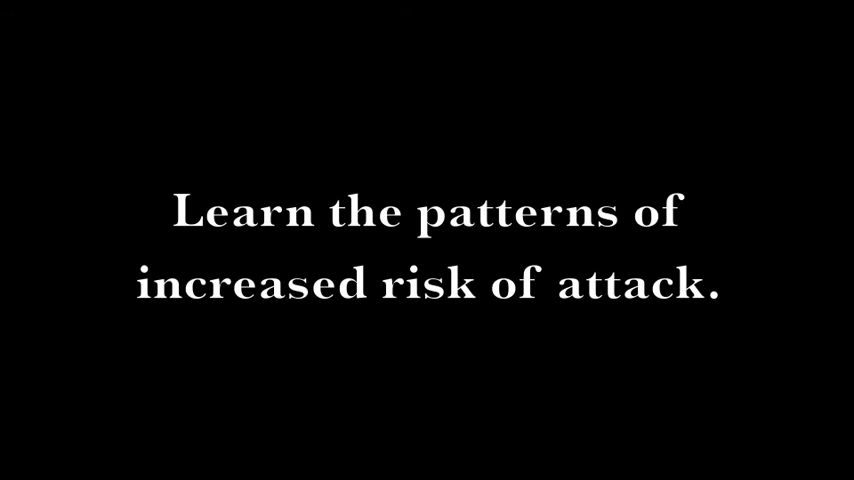 Learn the patterns of
increased risk of attack.